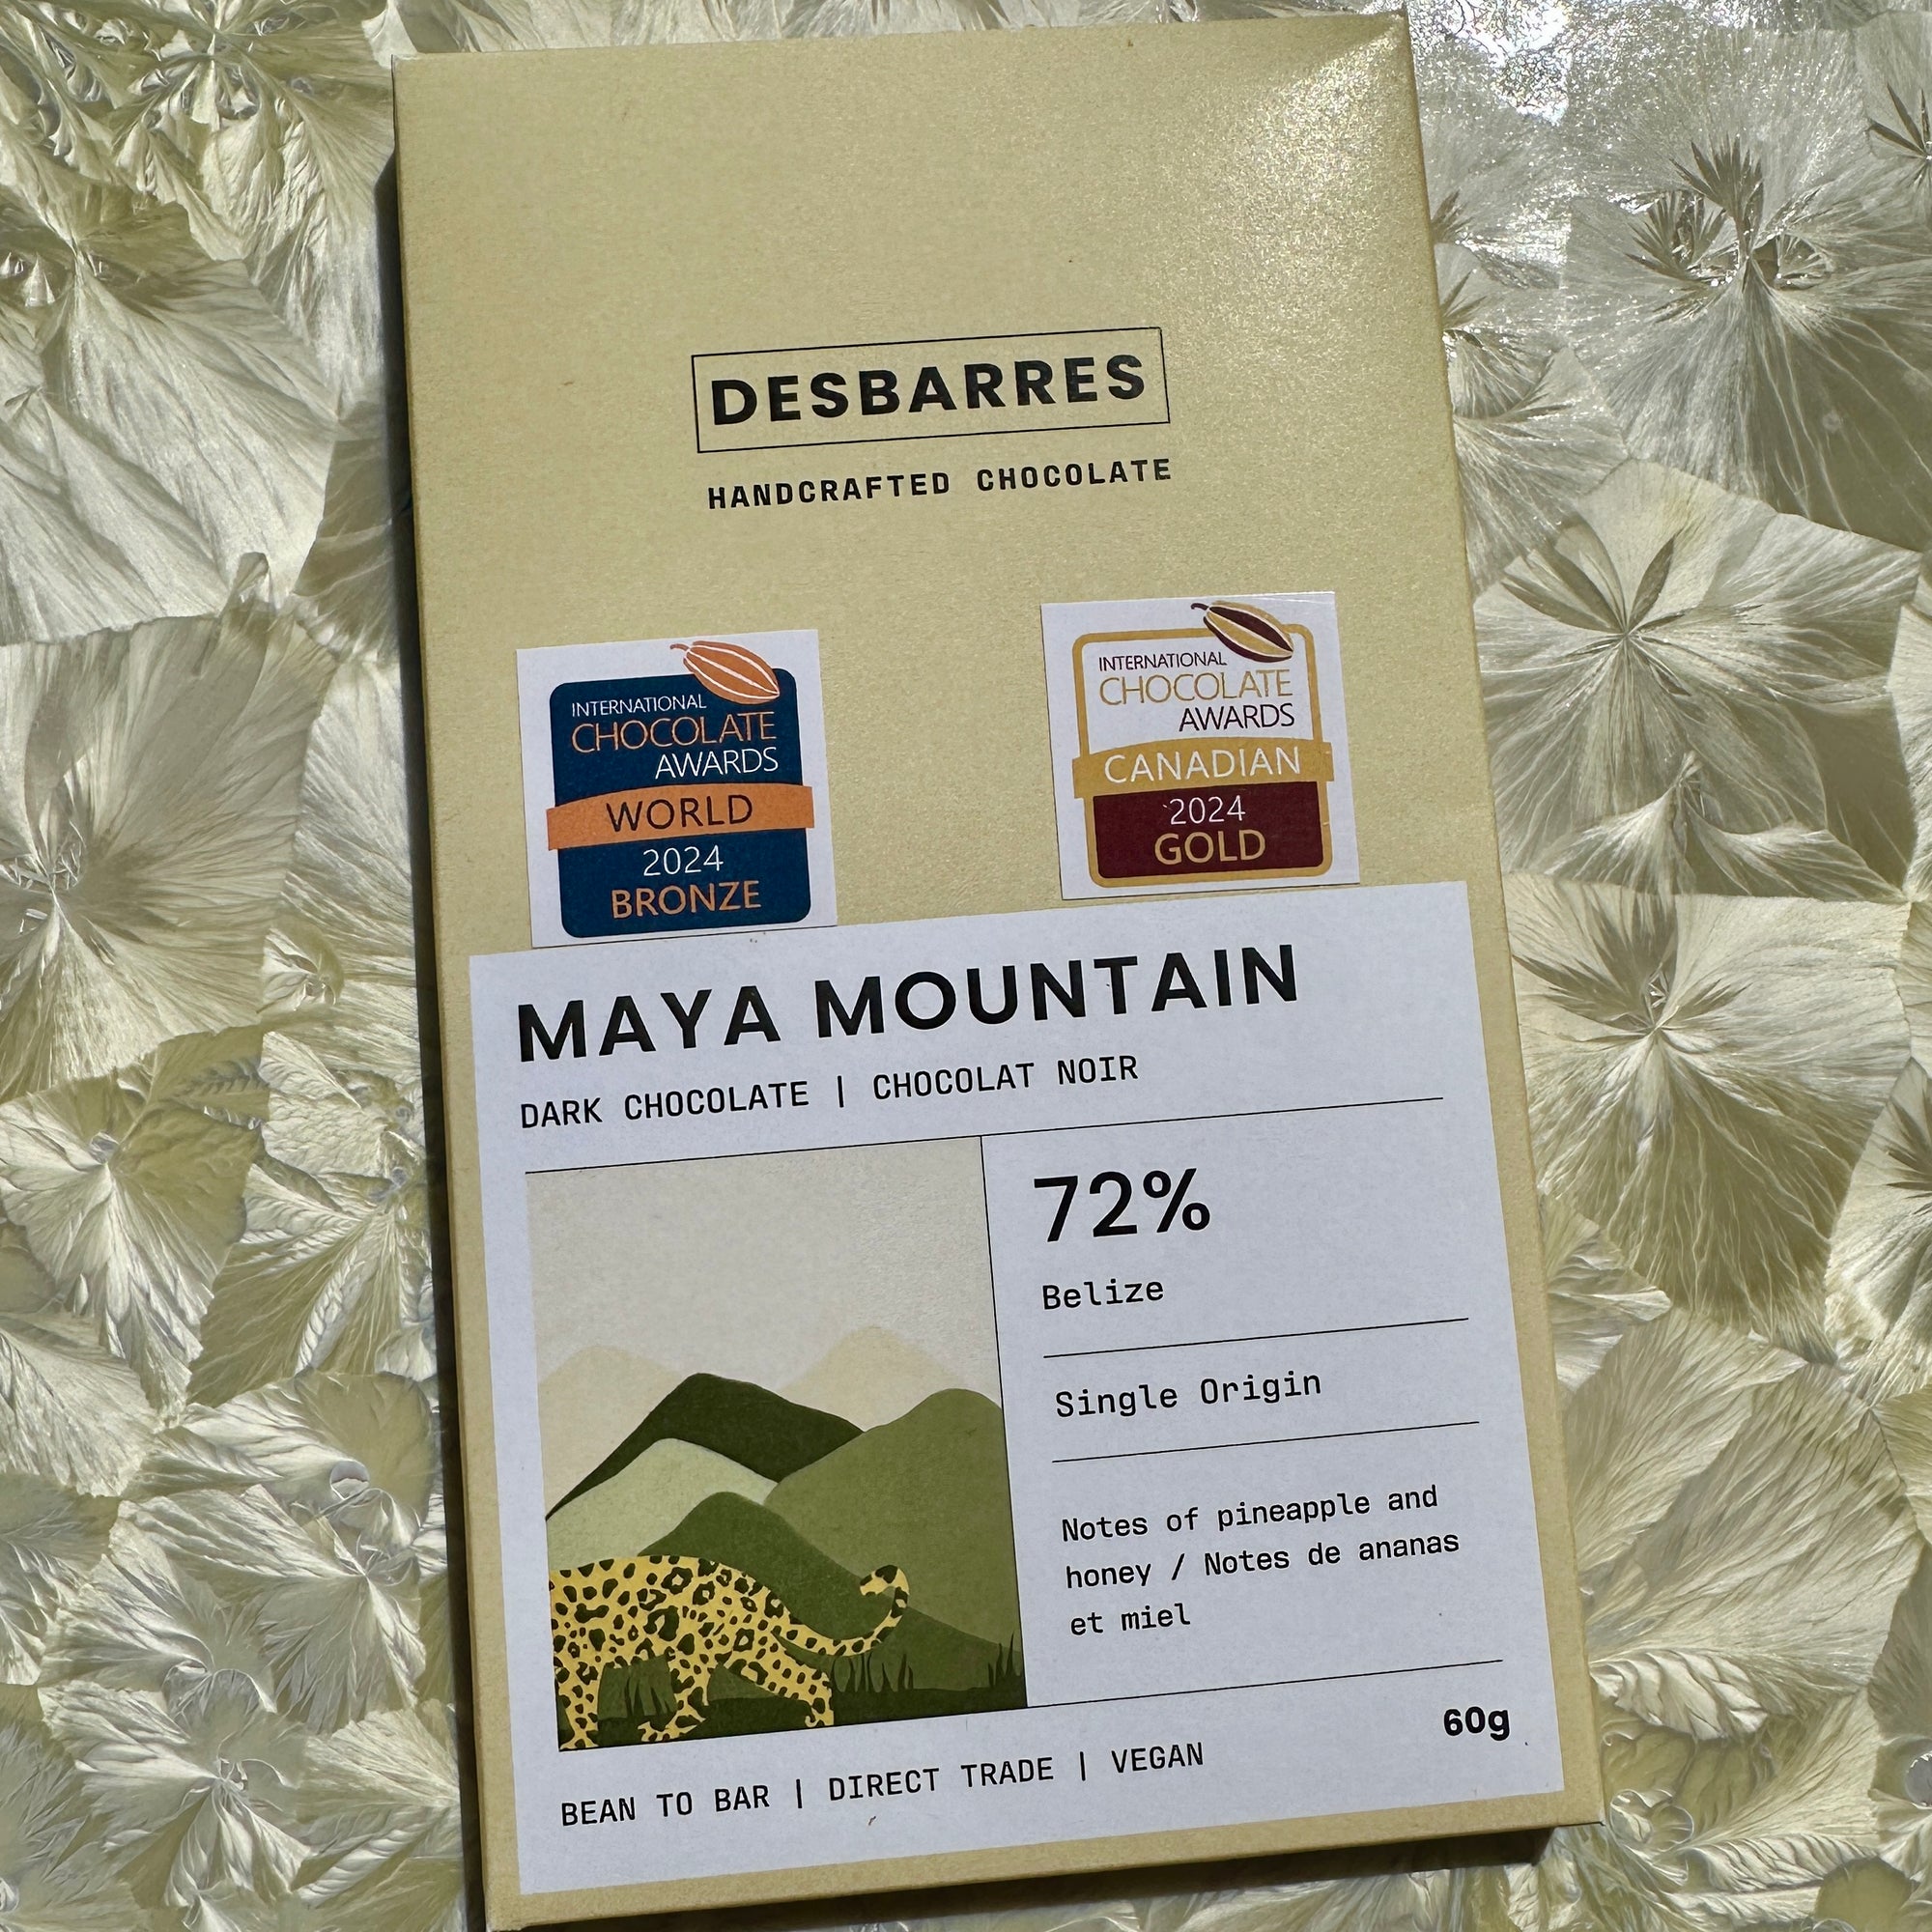 DESBARRES
HANDCRAFTED CHOCOLATE
INTERNATIONAL
CHOCOLATE
AWARDS
WORLD
2024
BRONZE
INTERNATIONAL
CHOCOLATE
AWARDS
CANADIAN
2024
GOLD
MAYA MOUNTAIN
DARK CHOCOLATE | CHOCOLAT NOIR
72%
Belize
Single Origin
Notes of pineapple and
honey / Notes de ananas
et miel
60g
BEAN TO BAR | DIRECT TRADE | VEGAN